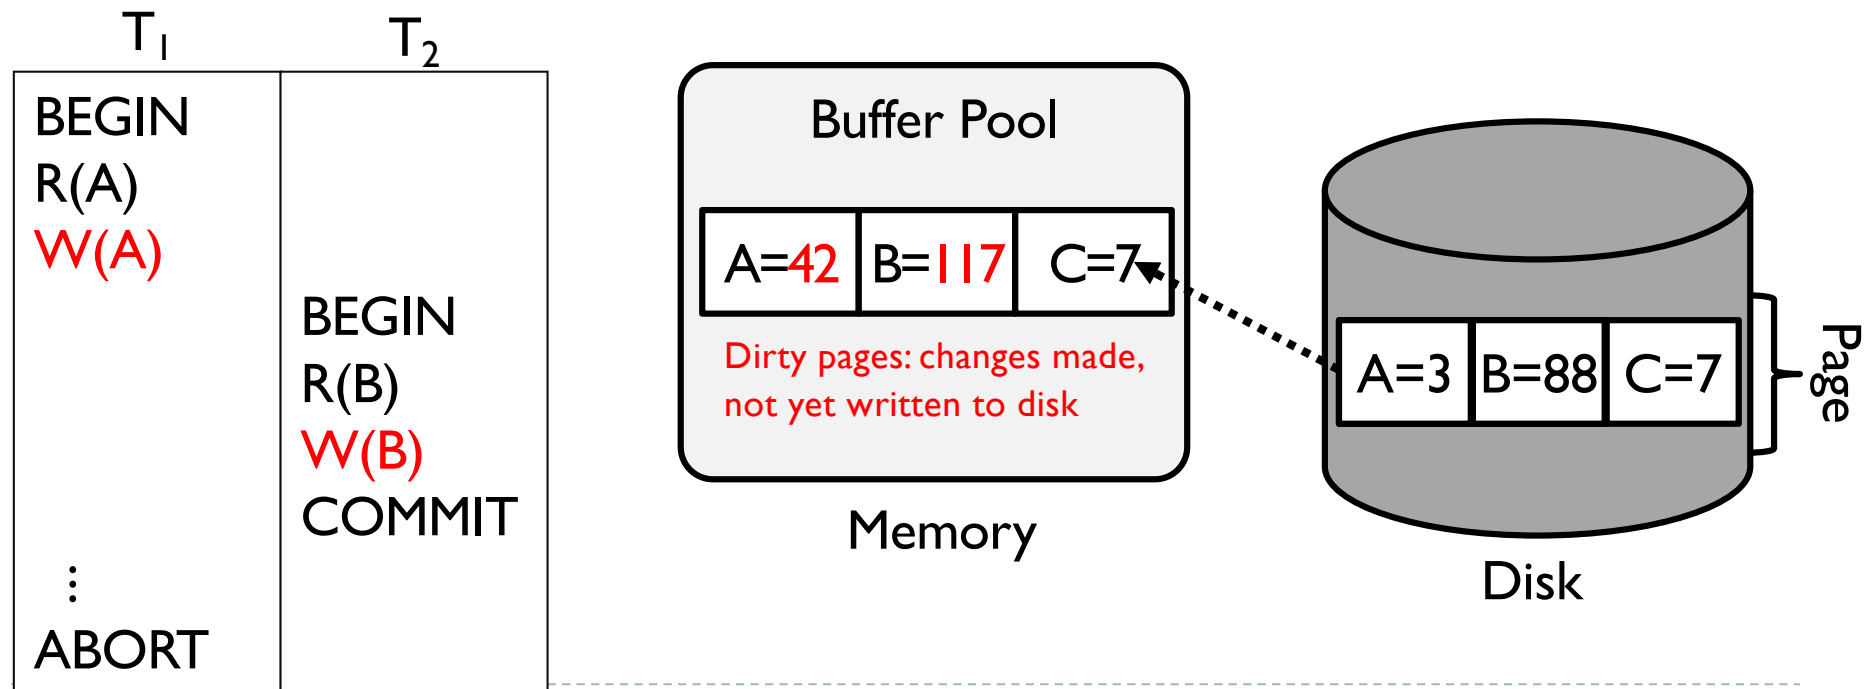 T1
BEGIN
R(A)
W(A)
⋮
ABORT
T2
BEGIN
R(B)
W(B)
COMMIT
Buffer Pool
A=42 B=117 C=7
Dirty pages: changes made,
not yet written to disk
Memory
A=3 B=88 C=7
Disk
Page